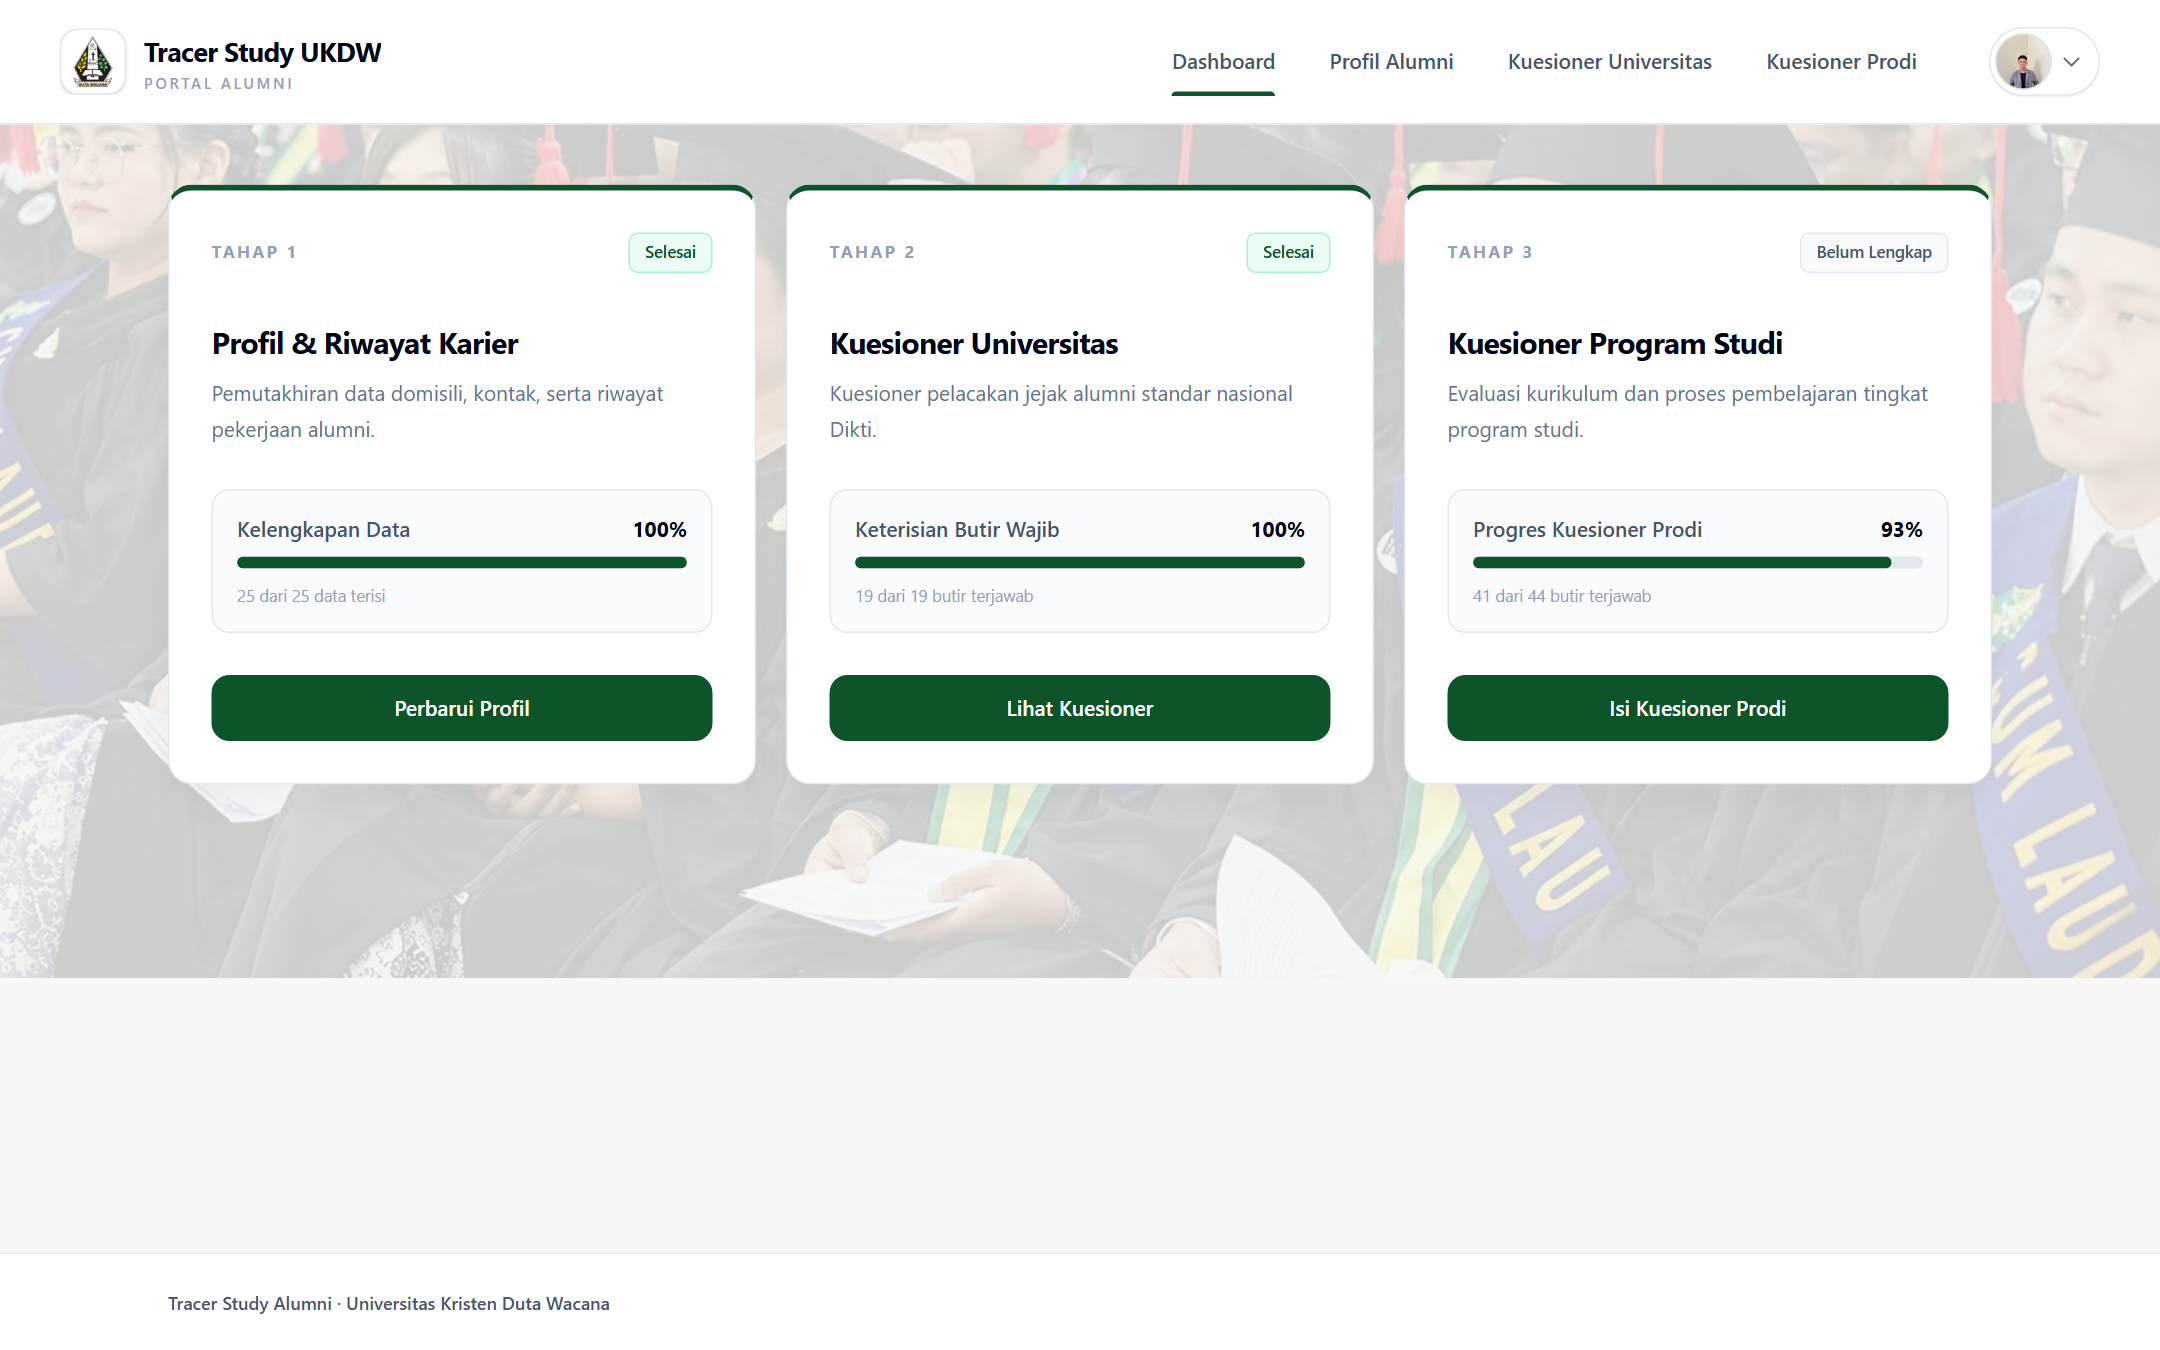 Tracer Study UKDW
PORTAL ALUMNI
Dashboard
Profil Alumni
Kuesioner Universitas
Kuesioner Prodi
TAHAP 1
Selesai
Profil & Riwayat Karier
Pemutakhiran data domisili, kontak, serta riwayat
pekerjaan alumni.
Kelengkapan Data
100%
25 dari 25 data terisi
Perbarui Profil
TAHAP 2
Selesai
Kuesioner Universitas
Kuesioner pelacakan jejak alumni standar nasional
Dikti.
Keterisian Butir Wajib
100%
19 dari 19 butir terjawab
Lihat Kuesioner
TAHAP 3
Belum Lengkap
Kuesioner Program Studi
Evaluasi kurikulum dan proses pembelajaran tingkat
program studi.
Progres Kuesioner Prodi
93%
41 dari 44 butir terjawab
Isi Kuesioner Prodi
LAU
UM LAUD
Tracer Study Alumni · Universitas Kristen Duta Wacana